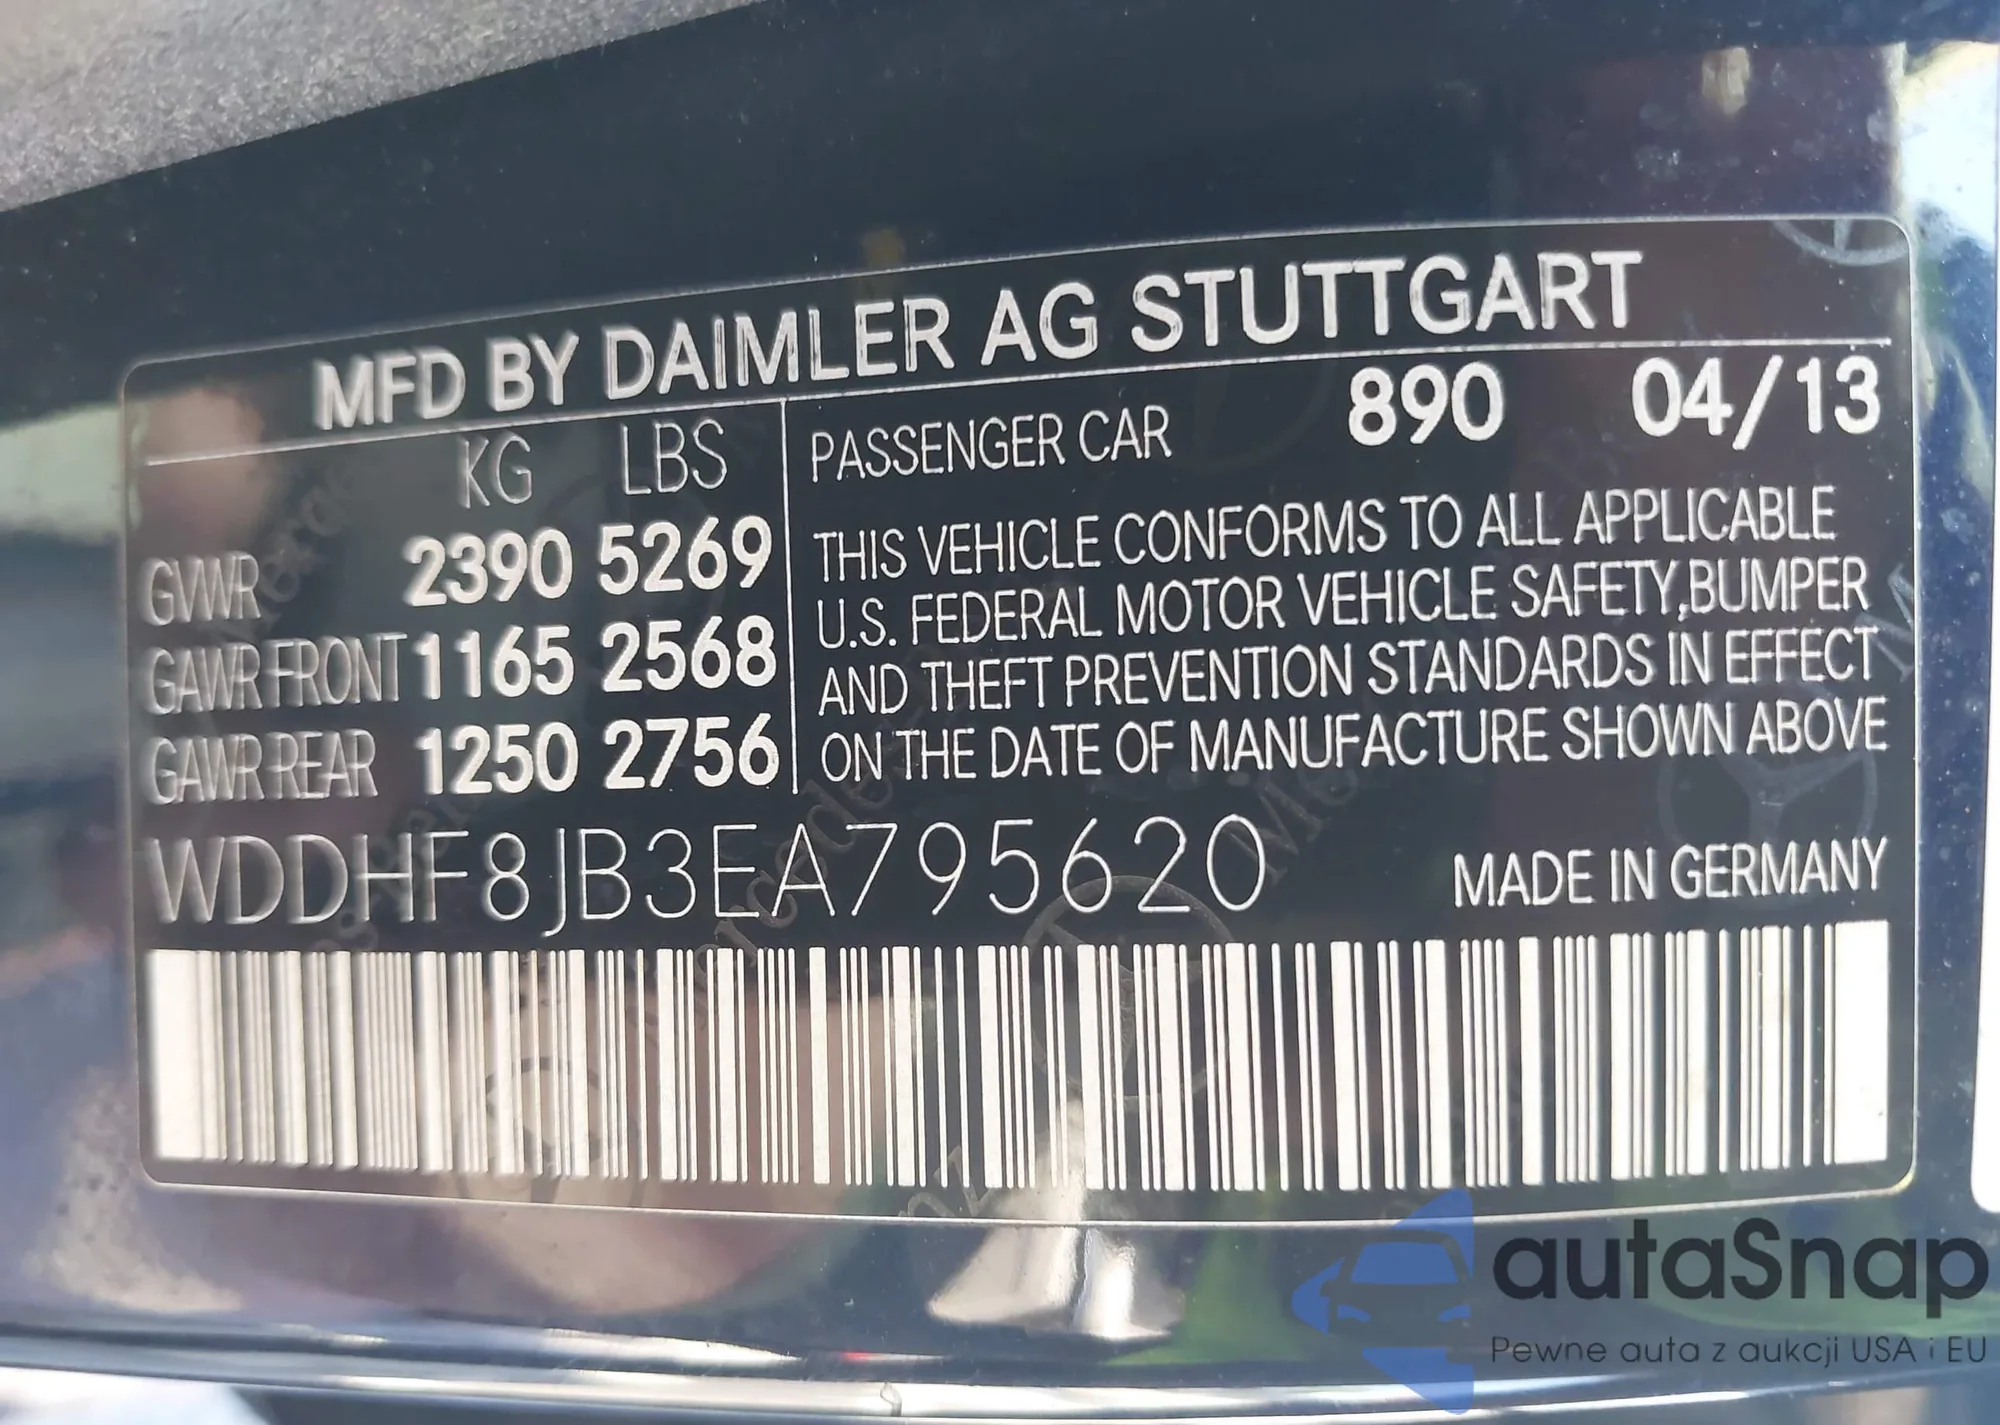 MFD BY DAIMLER AG STUTTGART
KG LBS
GVWR 2390 5269
GAWR FRONT 1165 2568
GAWR REAR 1250 2756
PASSENGER CAR 890 04/13
THIS VEHICLE CONFORMS TO ALL APPLICABLE
U.S. FEDERAL MOTOR VEHICLE SAFETY,BUMPER
AND THEFT PREVENTION STANDARDS IN EFFECT
ON THE DATE OF MANUFACTURE SHOWN ABOVE
WDDHF8JB3EA795620
MADE IN GERMANY
autaSnap
Pewne auta z aukcji USA i EU